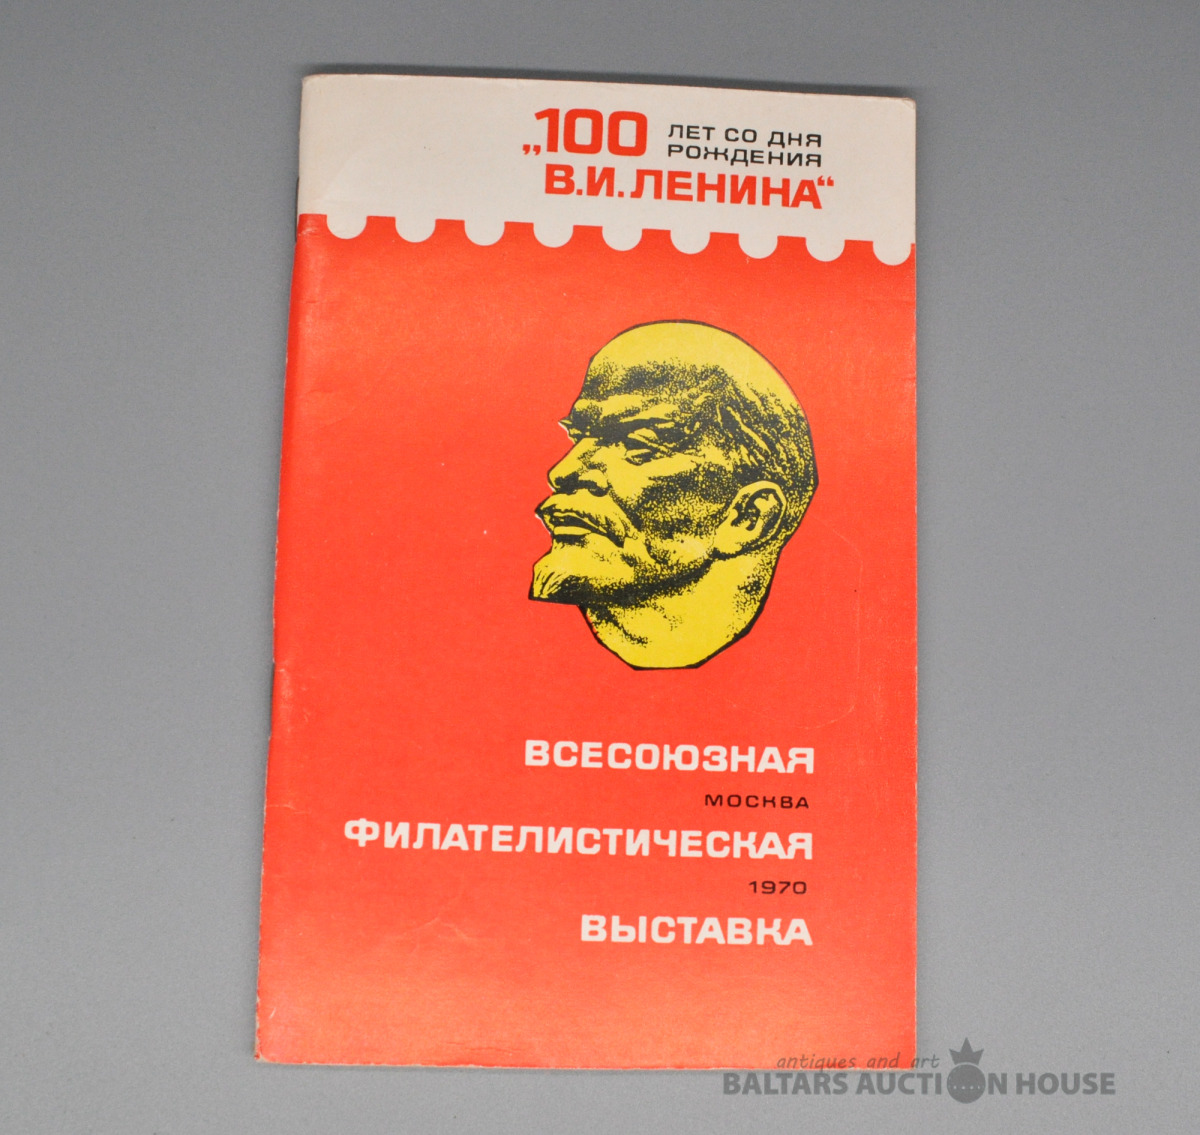 „100 ЛЕТ СО ДНЯ
РОЖДЕНИЯ
В.И.ЛЕНИНА“
ВСЕСОЮЗНАЯ
МОСКВА
ФИЛАТЕЛИСТИЧЕСКАЯ
1970
ВЫСТАВКА
antiques and art
BALTARS AUCTION HOUSE